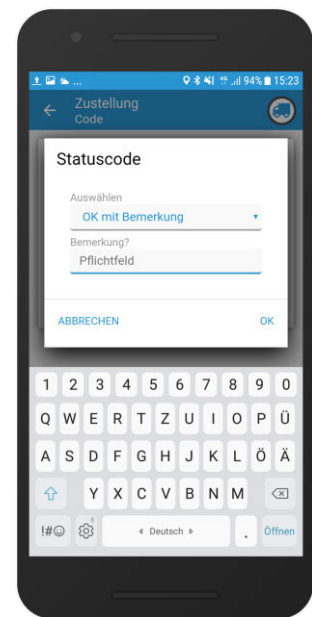 ... 94% 15:23
Zustellung
Code
Statuscode
Auswählen
OK mit Bemerkung
Bemerkung?
Pflichtfeld
ABBRECHEN OK
1 2 3 4 5 6 7 8 9 0
Q W E R T Z U I O P Ü
A S D F G H J K L Ö Ä
Y X C V B N M
!#☺ Deutsch . Öffnen